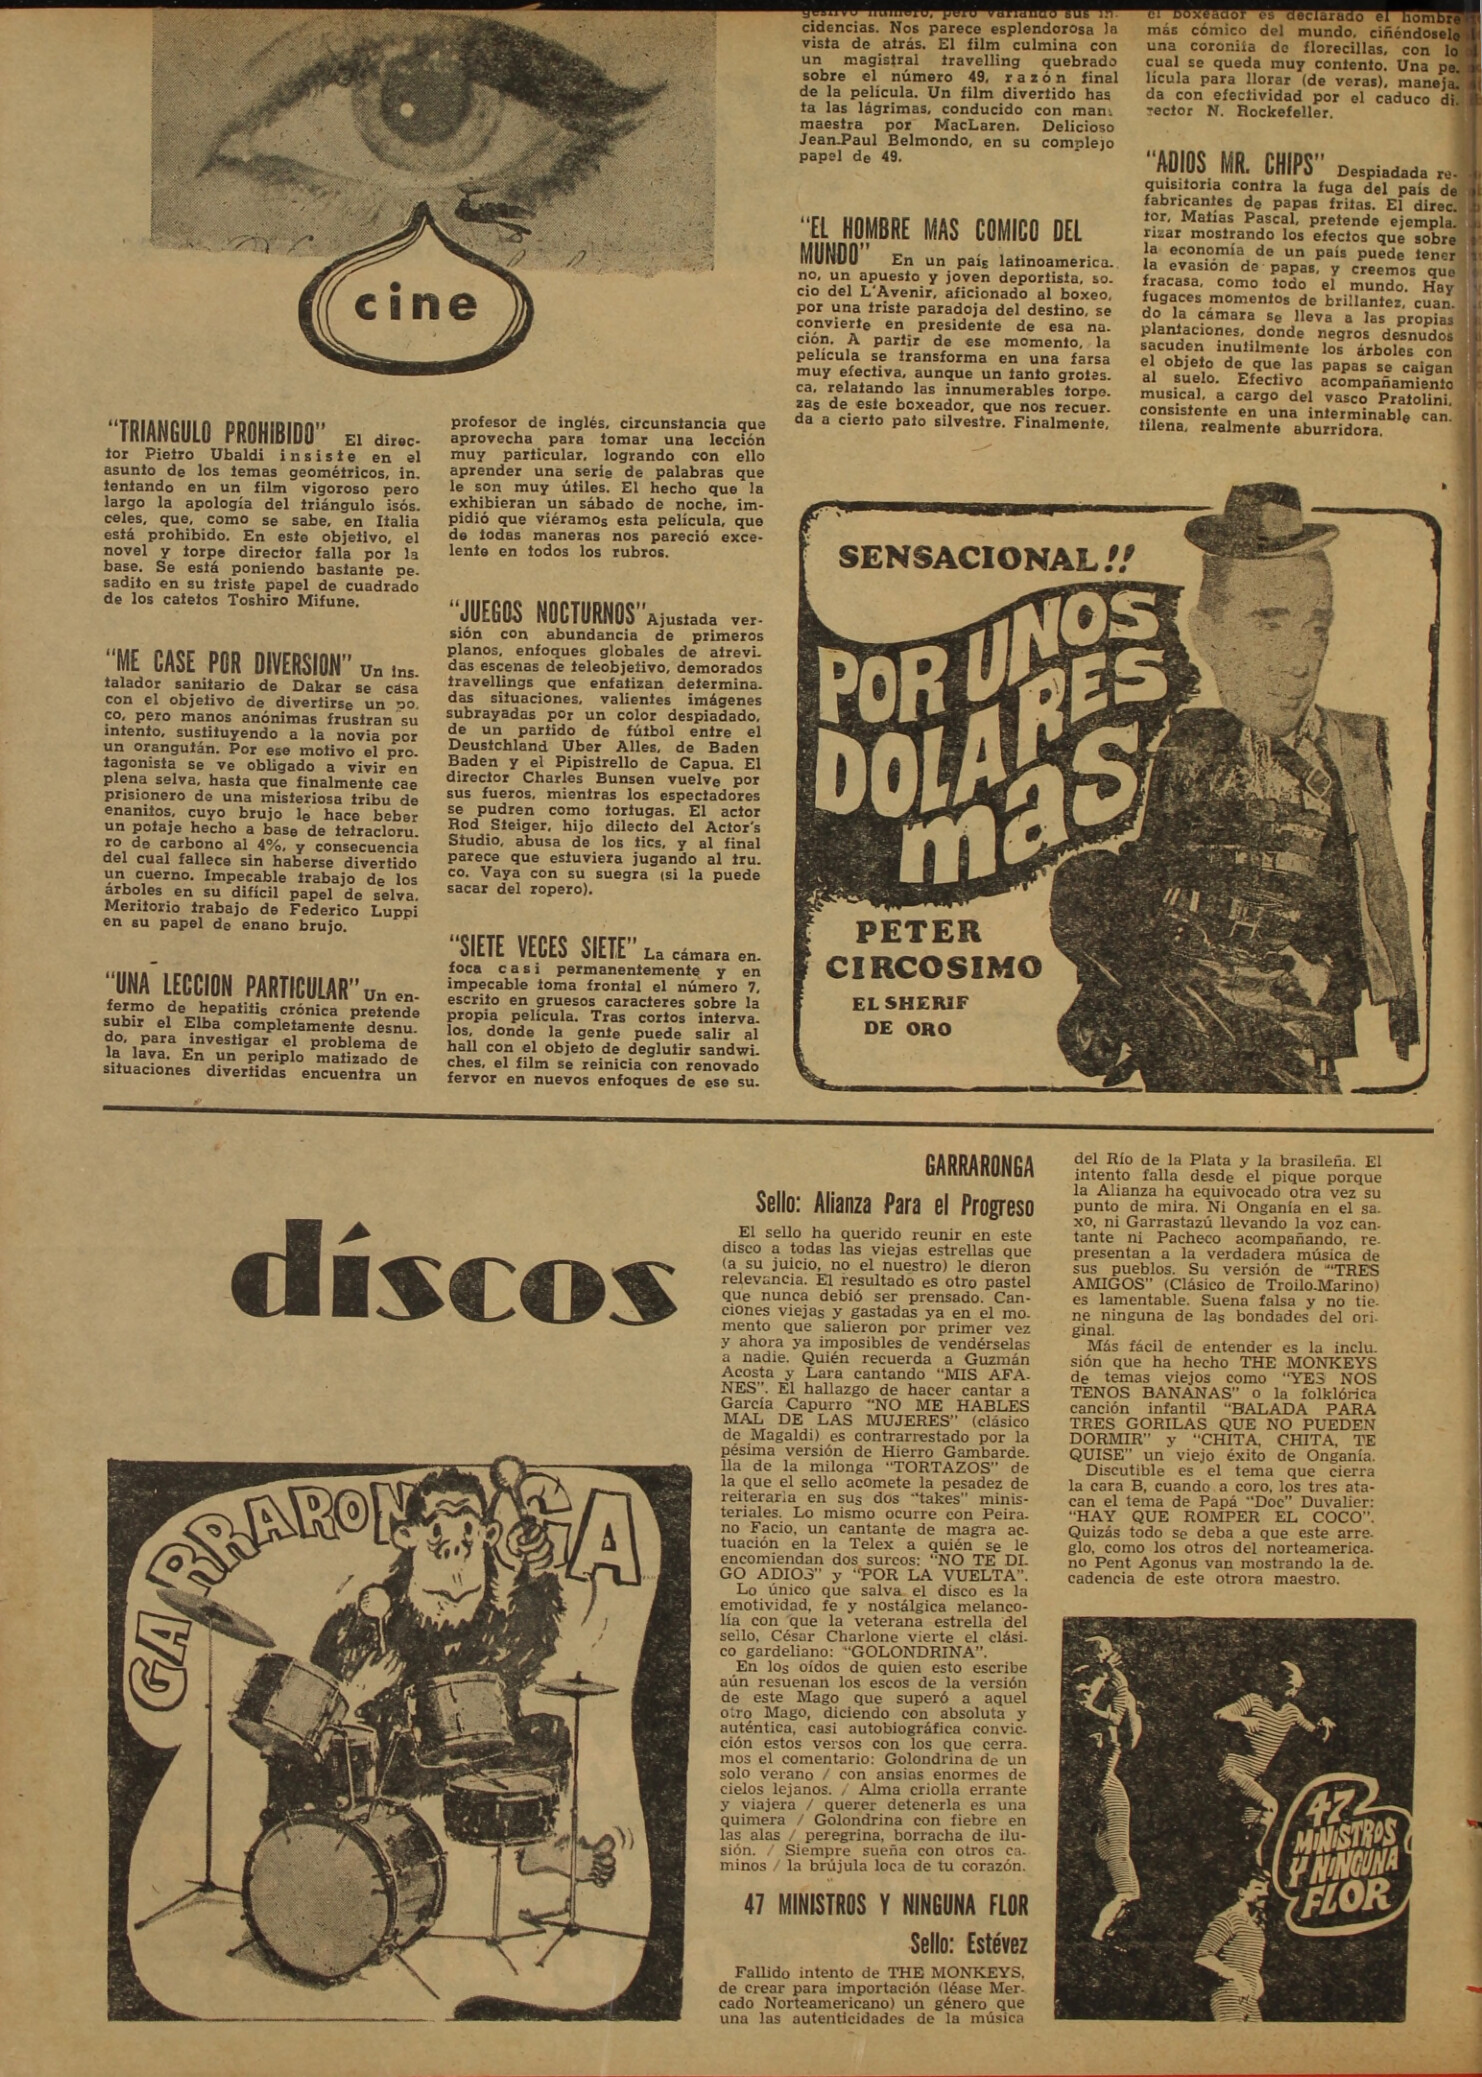 cine
"TRIANGULO PROHIBIDO" El direc-
tor Pietro Ubaldi insiste en el
asunto de los temas geométricos, in.
tentando en un film vigoroso pero
largo la apología del triángulo isós.
celes, que, como se sabe, en Italia
está prohibido. En este objetivo, el
novel y torpe director falla por la
base. Se está poniendo bastante pe-
sadito en su triste papel de cuadrado
de los catetos Toshiro Mifune.
"ME CASE POR DIVERSION" Un ins.
talador sanitario de Dakar se casa
con el objetivo de divertirse un po.
co, pero manos anónimas frustran su
intento, sustituyendo a la novia por
un orangután. Por ese motivo el pro.
tagonista se ve obligado a vivir en
plena selva, hasta que finalmente cae
prisionero de una misteriosa tribu de
enanitos, cuyo brujo le hace beber
un potaje hecho a base de tetracloru.
ro de carbono al 4%, y consecuencia
del cual fallece sin haberse divertido
un cuerno. Impecable trabajo de los
árboles en su difícil papel de selva.
Meritorio trabajo de Federico Luppi
en su papel de enano brujo.
"UNA LECCION PARTICULAR" Un en-
fermo de hepatitis crónica pretende
subir el Elba completamente desnu.
do, para investigar el problema de
la lava. En un periplo matizado de
situaciones divertidas encuentra un
profesor de inglés, circunstancia que
aprovecha para tomar una lección
muy particular, logrando con ello
aprender una serie de palabras que
le son muy útiles. El hecho que la
exhibieran un sábado de noche, im-
pidió que viéramos esta película, que
de todas maneras nos pareció exce-
lente en todos los rubros.
"JUEGOS NOCTURNOS" Ajustada ver-
sión con abundancia de primeros
planos, enfoques globales de atrevi.
das escenas de teleobjetivo, demorados
travellings que enfatizan determina.
das situaciones, valientes imágenes
subrayadas por un color despiadado,
de un partido de fútbol entre el
Deustchland Uber Alles, de Baden
Baden y el Pipistrello de Capua. El
director Charles Bunsen vuelve por
sus fueros, mientras los espectadores
se pudren como tortugas. El actor
Rod Steiger, hijo dilecto del Actor's
Studio, abusa de los tics, y al final
parece que estuviera jugando al tru.
co. Vaya con su suegra (si la puede
sacar del ropero).
"SIETE VECES SIETE" La cámara en.
foca casi permanentemente y en
impecable toma frontal el número 7,
escrito en gruesos caracteres sobre la
propia película. Tras cortos interva.
los, donde la gente puede salir al
hall con el objeto de deglutir sandwi.
ches, el film se reinicia con renovado
fervor en nuevos enfoques de ese su.
gestivo número, pero variando sus in.
cidencias. Nos parece esplendorosa la
vista de atrás. El film culmina con
un magistral travelling quebrado
sobre el número 49, razón final
de la película. Un film divertido has
ta las lágrimas, conducido con mano
maestra por MacLaren. Delicioso
Jean-Paul Belmondo, en su complejo
papel de 49.
"EL HOMBRE MAS COMICO DEL
MUNDO" En un país latinoamerica.
no, un apuesto y joven deportista, so-
cio del L'Avenir, aficionado al boxeo,
por una triste paradoja del destino, se
convierte en presidente de esa na-
ción. A partir de ese momento, la
película se transforma en una farsa
muy efectiva, aunque un tanto grotes.
ca, relatando las innumerables torpe.
zas de este boxeador, que nos recuer.
da a cierto pato silvestre. Finalmente,
el boxeador es declarado el hombre
más cómico del mundo, ciñéndosele
una coronita de florecillas, con lo
cual se queda muy contento. Una pe.
lícula para llorar (de veras), maneja.
da con efectividad por el caduco di.
rector N. Rockefeller.
"ADIOS MR. CHIPS" Despiadada re-
quisitoria contra la fuga del país de
fabricantes de papas fritas. El direc.
tor, Matías Pascal, pretende ejempla.
rizar mostrando los efectos que sobre
la economía de un país puede tener
la evasión de papas, y creemos que
fracasa, como todo el mundo. Hay
fugaces momentos de brillantez, cuan.
do la cámara se lleva a las propias
plantaciones, donde negros desnudos
sacuden inutilmente los árboles con
el objeto de que las papas se caigan
al suelo. Efectivo acompañamiento
musical, a cargo del vasco Pratolini,
consistente en una interminable can.
tilena, realmente aburridora.
SENSACIONAL!!
POR UNOS
DOLARES
mas
PETER
CIRCOSIMO
EL SHERIF
DE ORO
discos
GARRARONGA
GARRARONGA
Sello: Alianza Para el Progreso
El sello ha querido reunir en este
disco a todas las viejas estrellas que
(a su juicio, no el nuestro) le dieron
relevancia. El resultado es otro pastel
que nunca debió ser prensado. Can-
ciones viejas y gastadas ya en el mo-
mento que salieron por primer vez
y ahora ya imposibles de vendérselas
a nadie. Quién recuerda a Guzmán
Acosta y Lara cantando "MIS AFA-
NES". El hallazgo de hacer cantar a
García Capurro "NO ME HABLES
MAL DE LAS MUJERES" (clásico
de Magaldi) es contrarrestado por la
pésima versión de Hierro Gambarde.
lla de la milonga "TORTAZOS" de
la que el sello acomete la pesadez de
reiterarla en sus dos "takes" minis-
teriales. Lo mismo ocurre con Peira-
no Facio, un cantante de magra ac-
tuación en la Telex a quién se le
encomiendan dos surcos: "NO TE DI-
GO ADIOS" y "POR LA VUELTA".
Lo único que salva el disco es la
emotividad, fe y nostálgica melanco-
lía con que la veterana estrella del
sello, César Charlone vierte el clási-
co gardeliano: "GOLONDRINA".
En los oídos de quien esto escribe
aún resuenan los escos de la versión
de este Mago que superó a aquel
otro Mago, diciendo con absoluta y
auténtica, casi autobiográfica convic-
ción estos versos con los que cerra-
mos el comentario: Golondrina de un
solo verano / con ansias enormes de
cielos lejanos. / Alma criolla errante
y viajera / querer detenerla es una
quimera / Golondrina con fiebre en
las alas / peregrina, borracha de ilu-
sión. / Siempre sueña con otros ca-
minos / la brújula loca de tu corazón.
47 MINISTROS Y NINGUNA FLOR
Sello: Estévez
Fallido intento de THE MONKEYS,
de crear para importación (léase Mer-
cado Norteamericano) un género que
una las autenticidades de la música
del Río de la Plata y la brasileña. El
intento falla desde el pique porque
la Alianza ha equivocado otra vez su
punto de mira. Ni Onganía en el sa-
xo, ni Garrastazú llevando la voz can-
tante ni Pacheco acompañando, re-
presentan a la verdadera música de
sus pueblos. Su versión de "TRES
AMIGOS" (Clásico de Troilo-Marino)
es lamentable. Suena falsa y no tie-
ne ninguna de las bondades del ori-
ginal.
Más fácil de entender es la inclu-
sión que ha hecho THE MONKEYS
de temas viejos como "YES NOS
TENOS BANANAS" o la folklórica
canción infantil "BALADA PARA
TRES GORILAS QUE NO PUEDEN
DORMIR" y "CHITA, CHITA, TE
QUISE" un viejo éxito de Onganía.
Discutible es el tema que cierra
la cara B, cuando a coro, los tres ata-
can el tema de Papá "Doc" Duvalier:
"HAY QUE ROMPER EL COCO".
Quizás todo se deba a que este arre-
glo, como los otros del norteamerica-
no Pent Agonus van mostrando la de-
cadencia de este otrora maestro.
47
MINISTROS
Y NINGUNA
FLOR